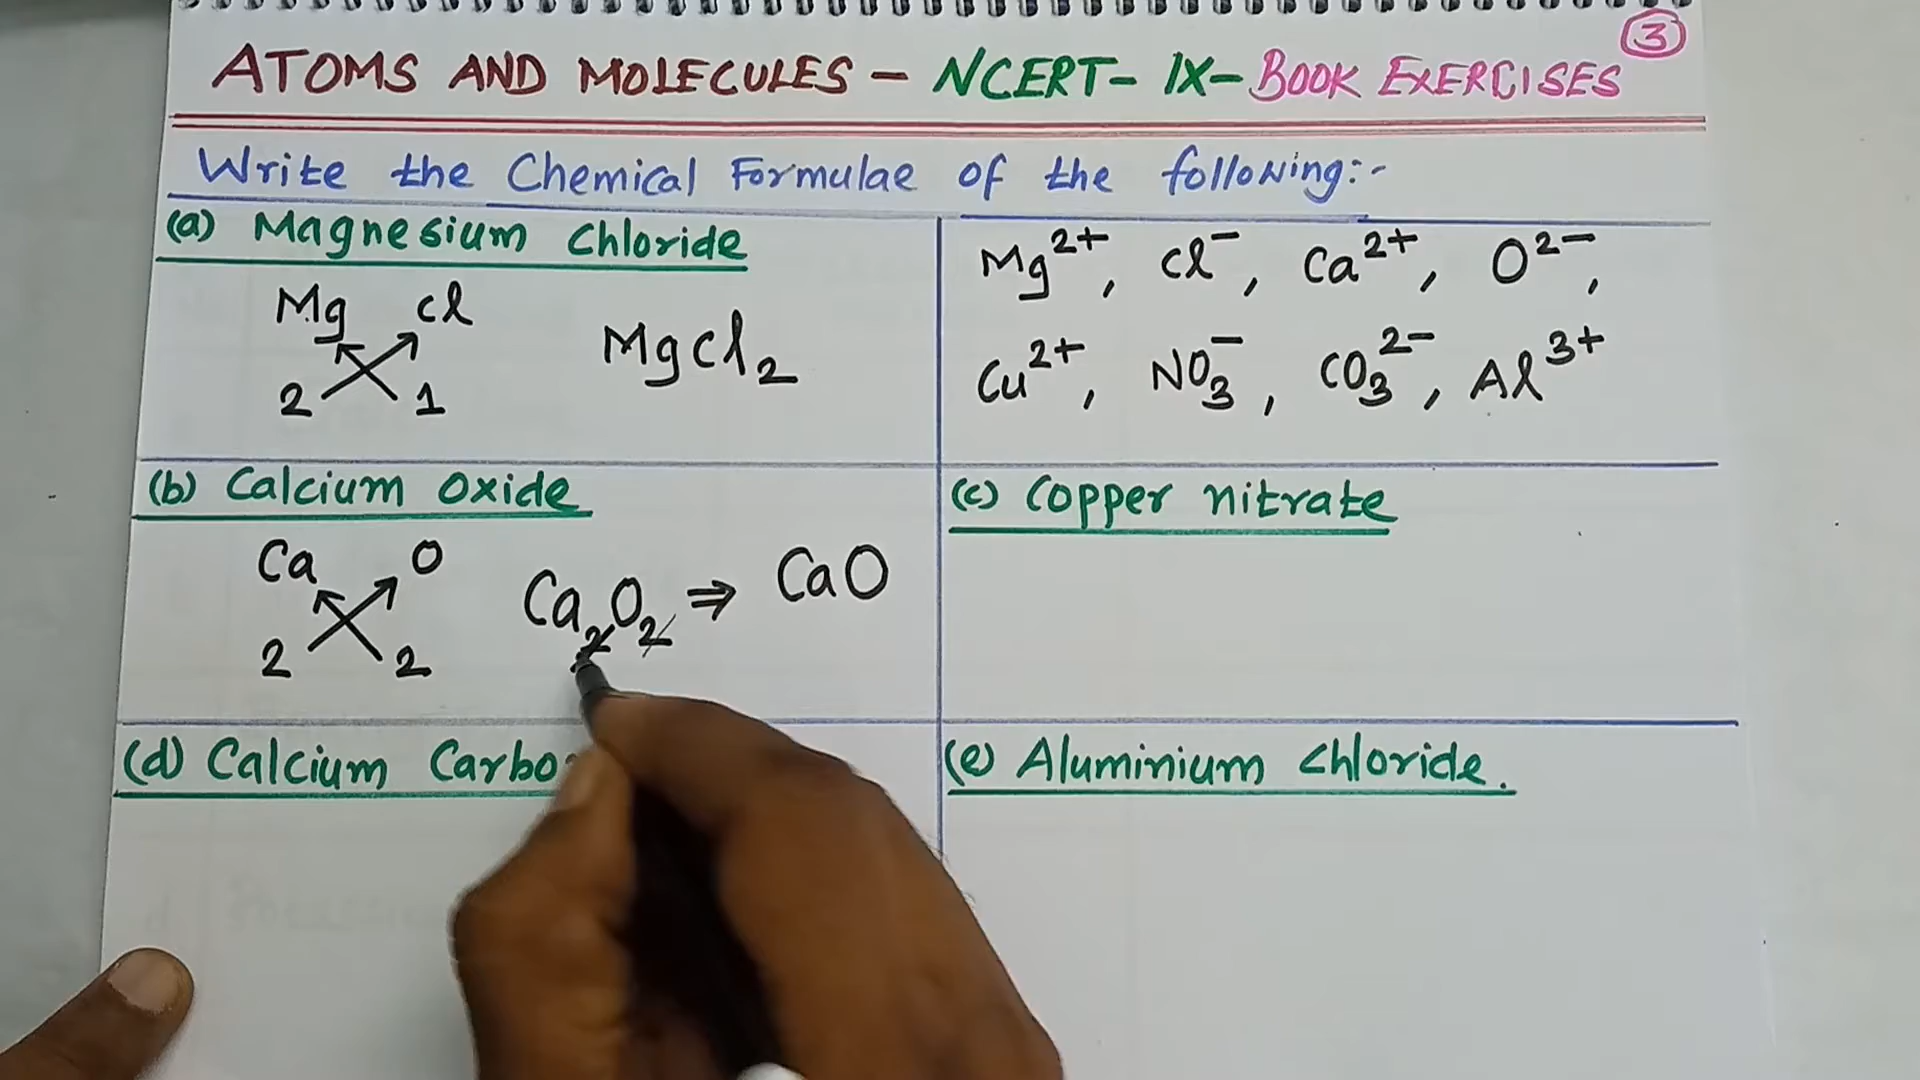 3
ATOMS AND MOLECULES - NCERT- IX- BOOK EXERCISES
Write the Chemical Formulae of the following:-
(a) Magnesium Chloride
Mg Cl
2 1
MgCl₂
Mg²⁺, Cl⁻, Ca²⁺, O²⁻,
Cu²⁺, NO₃⁻, CO₃²⁻, Al³⁺
(b) Calcium Oxide
Ca O
2 2
Ca₂O₂ ⇒ CaO
(c) Copper nitrate
(d) Calcium
(e) Aluminium Chloride.